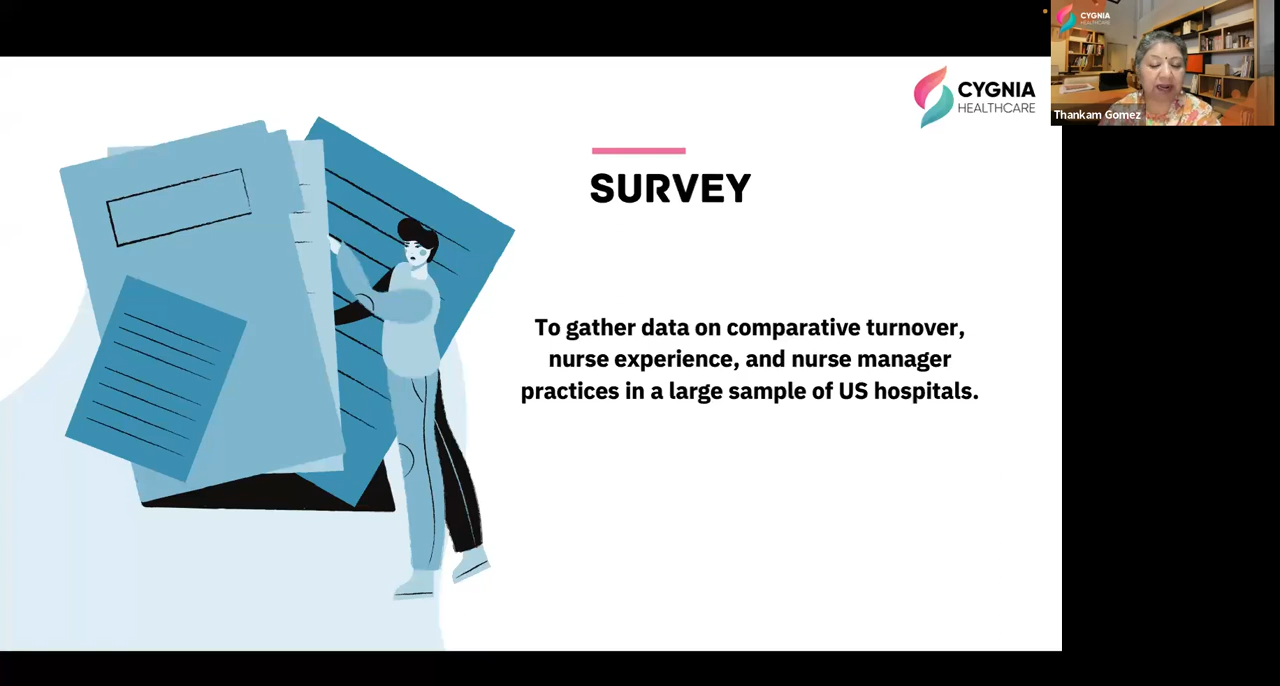 CYGNIA
HEALTHCARE
Thankam Gomez
CYGNIA
HEALTHCARE
SURVEY
To gather data on comparative turnover,
nurse experience, and nurse manager
practices in a large sample of US hospitals.